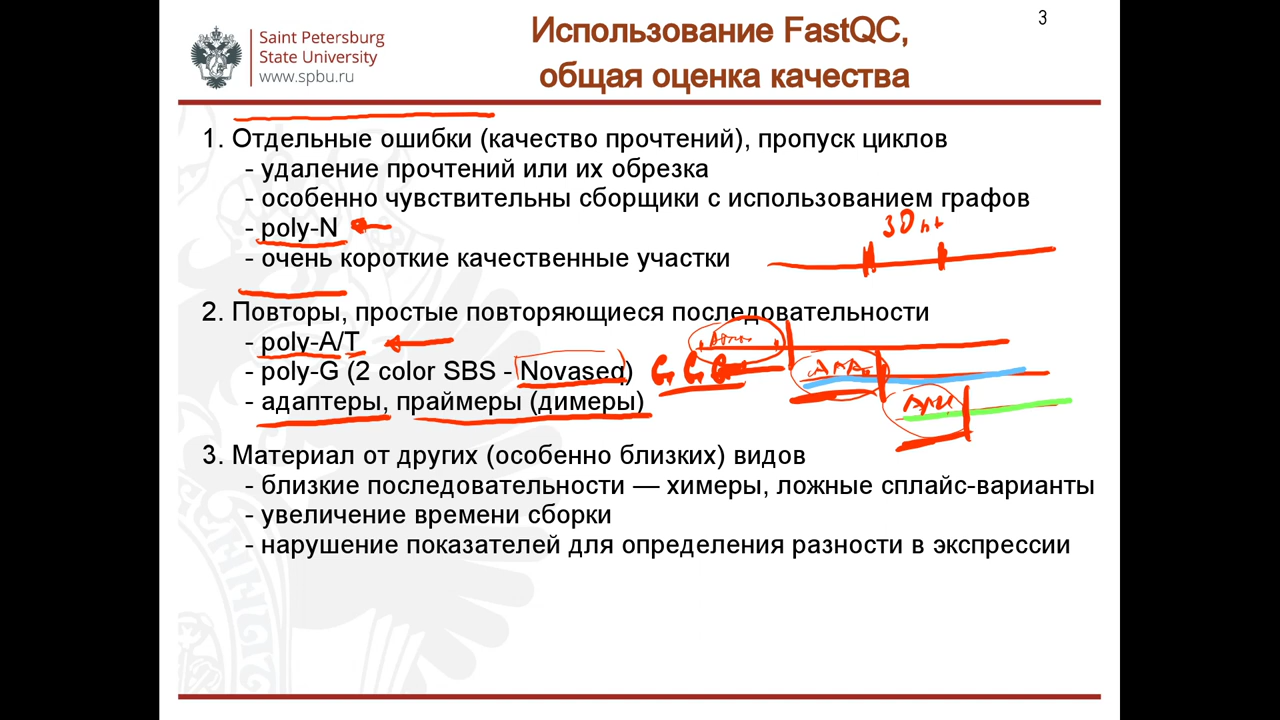 3
Saint Petersburg
State University
www.spbu.ru
Использование FastQC,
общая оценка качества
1. Отдельные ошибки (качество прочтений), пропуск циклов
- удаление прочтений или их обрезка
- особенно чувствительны сборщики с использованием графов
- poly-N
30
- очень короткие качественные участки
2. Повторы, простые повторяющиеся последовательности
- poly-A/T
- poly-G (2 color SBS - Novaseq)
- адаптеры, праймеры (димеры)
3. Материал от других (особенно близких) видов
- близкие последовательности — химеры, ложные сплайс-варианты
- увеличение времени сборки
- нарушение показателей для определения разности в экспрессии